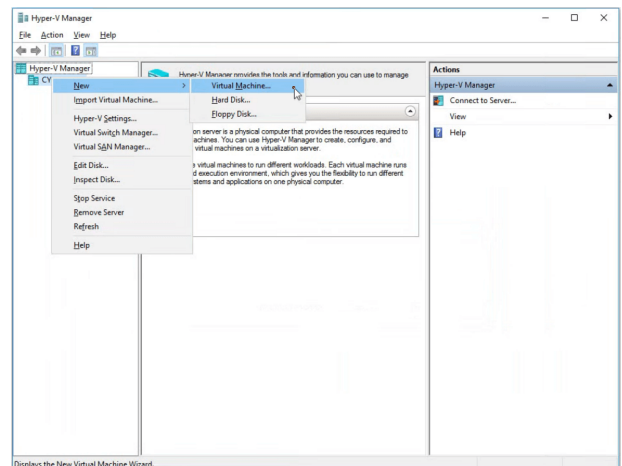 Hyper-V Manager
File Action View Help
Hyper-V Manager
CY
New
Import Virtual Machine...
Hyper-V Settings...
Virtual Switch Manager...
Virtual SAN Manager...
Edit Disk...
Inspect Disk...
Stop Service
Remove Server
Refresh
Help
Virtual Machine...
Hard Disk...
Floppy Disk...
Hyper-V Manager provides the tools and information you can use to manage
on server is a physical computer that provides the resources required to
achines. You can use Hyper-V Manager to create, configure, and
virtual machines on a virtualization server.
virtual machines to run different workloads. Each virtual machine runs
d execution environment, which gives you the flexibility to run different
stems and applications on one physical computer.
Actions
Hyper-V Manager
Connect to Server...
View
Help
Displays the New Virtual Machine Wizard.